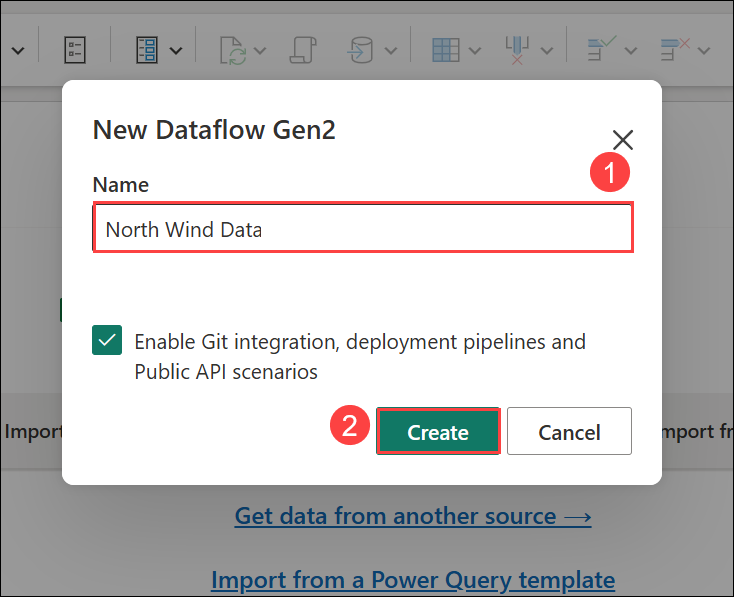 New Dataflow Gen2
1
Name
North Wind Data
Enable Git integration, deployment pipelines and
Public API scenarios
Import
2
Create
Cancel
mport fr
Get data from another source →
Import from a Power Query template